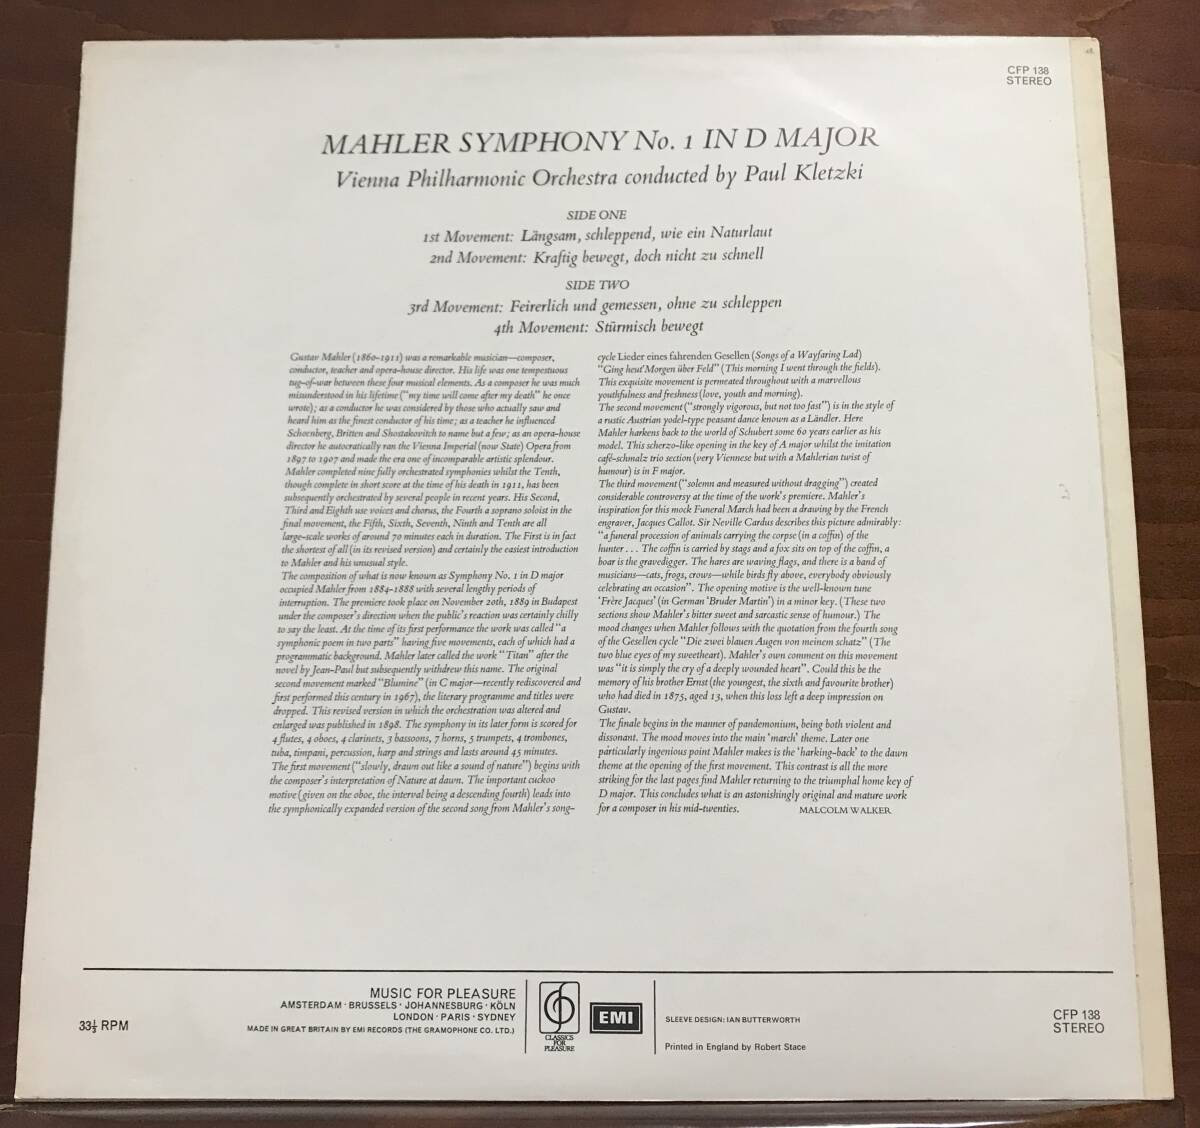 CFP 138
STEREO
MAHLER SYMPHONY No. 1 IN D MAJOR
Vienna Philharmonic Orchestra conducted by Paul Kletzki
SIDE ONE
1st Movement: Längsam, schleppend, wie ein Naturlaut
2nd Movement: Kraftig bewegt, doch nicht zu schnell
SIDE TWO
3rd Movement: Feirerlich und gemessen, ohne zu schleppen
4th Movement: Stürmisch bewegt
Gustav Mahler (1860-1911) was a remarkable musician—composer,
conductor, teacher and opera-house director. His life was one tempestuous
tug-of-war between these four musical elements. As a composer he was much
misunderstood in his lifetime ("my time will come after my death" he once
wrote); as a conductor he was considered by those who actually saw and
heard him as the finest conductor of his time; as a teacher he influenced
Schoenberg, Britten and Shostakovitch to name but a few; as an opera-house
director he autocratically ran the Vienna Imperial (now State) Opera from
1897 to 1907 and made the era one of incomparable artistic splendour.
Mahler completed nine fully orchestrated symphonies whilst the Tenth,
though complete in short score at the time of his death in 1911, has been
subsequently orchestrated by several people in recent years. His Second,
Third and Eighth use voices and chorus, the Fourth a soprano soloist in the
final movement, the Fifth, Sixth, Seventh, Ninth and Tenth are all
large-scale works of around 70 minutes each in duration. The First is in fact
the shortest of all (in its revised version) and certainly the easiest introduction
to Mahler and his unusual style.
The composition of what is now known as Symphony No. 1 in D major
occupied Mahler from 1884-1888 with several lengthy periods of
interruption. The premiere took place on November 20th, 1889 in Budapest
under the composer's direction when the public's reaction was certainly chilly
to say the least. At the time of its first performance the work was called "a
symphonic poem in two parts" having five movements, each of which had a
programmatic background. Mahler later called the work "Titan" after the
novel by Jean-Paul but subsequently withdrew this name. The original
second movement marked "Blumine" (in C major—recently rediscovered and
first performed this century in 1967), the literary programme and titles were
dropped. This revised version in which the orchestration was altered and
enlarged was published in 1898. The symphony in its later form is scored for
4 flutes, 4 oboes, 4 clarinets, 3 bassoons, 7 horns, 5 trumpets, 4 trombones,
tuba, timpani, percussion, harp and strings and lasts around 45 minutes.
The first movement ("slowly, drawn out like a sound of nature") begins with
the composer's interpretation of Nature at dawn. The important cuckoo
motive (given on the oboe, the interval being a descending fourth) leads into
the symphonically expanded version of the second song from Mahler's song-
cycle Lieder eines fahrenden Gesellen (Songs of a Wayfaring Lad)
"Ging heut' Morgen über Feld" (This morning I went through the fields).
This exquisite movement is permeated throughout with a marvellous
youthfulness and freshness (love, youth and morning).
The second movement ("strongly vigorous, but not too fast") is in the style of
a rustic Austrian yodel-type peasant dance known as a Ländler. Here
Mahler harkens back to the world of Schubert some 60 years earlier as his
model. This scherzo-like opening in the key of A major whilst the imitation
café-schmalz trio section (very Viennese but with a Mahlerian twist of
humour) is in F major.
The third movement ("solemn and measured without dragging") created
considerable controversy at the time of the work's premiere. Mahler's
inspiration for this mock Funeral March had been a drawing by the French
engraver, Jacques Callot. Sir Neville Cardus describes this picture admirably:
"a funeral procession of animals carrying the corpse (in a coffin) of the
hunter... The coffin is carried by stags and a fox sits on top of the coffin, a
boar is the gravedigger. The hares are waving flags, and there is a band of
musicians—cats, frogs, crows—while birds fly above, everybody obviously
celebrating an occasion". The opening motive is the well-known tune
'Frère Jacques' (in German 'Bruder Martin') in a minor key. (These two
sections show Mahler's bitter sweet and sarcastic sense of humour.) The
mood changes when Mahler follows with the quotation from the fourth song
of the Gesellen cycle "Die zwei blauen Augen von meinem schatz" (The
two blue eyes of my sweetheart). Mahler's own comment on this movement
was "it is simply the cry of a deeply wounded heart". Could this be the
memory of his brother Ernst (the youngest, the sixth and favourite brother)
who had died in 1875, aged 13, when this loss left a deep impression on
Gustav.
The finale begins in the manner of pandemonium, being both violent and
dissonant. The mood moves into the main 'march' theme. Later one
particularly ingenious point Mahler makes is the 'harking-back' to the dawn
theme at the opening of the first movement. This contrast is all the more
striking for the last pages find Mahler returning to the triumphal home key of
D major. This concludes what is an astonishingly original and mature work
for a composer in his mid-twenties. MALCOLM WALKER
33⅓ RPM
MUSIC FOR PLEASURE
AMSTERDAM · BRUSSELS · JOHANNESBURG · KÖLN
LONDON · PARIS · SYDNEY
MADE IN GREAT BRITAIN BY EMI RECORDS (THE GRAMOPHONE CO. LTD.)
CLASSICS
FOR
PLEASURE
EMI
SLEEVE DESIGN: IAN BUTTERWORTH
Printed in England by Robert Stace
CFP 138
STEREO